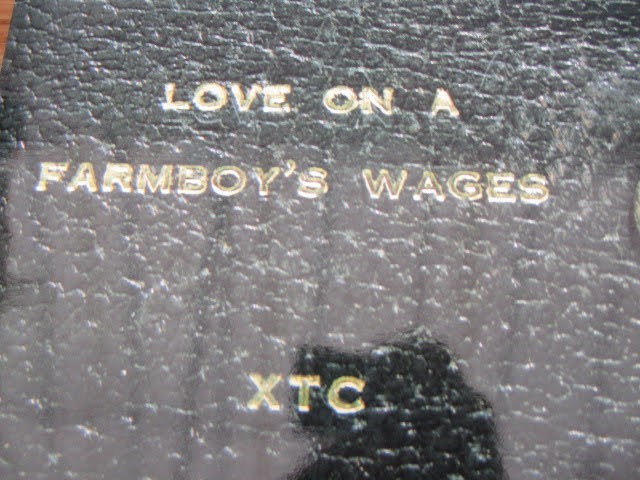 LOVE ON A
FARMBOY'S WAGES
XTC